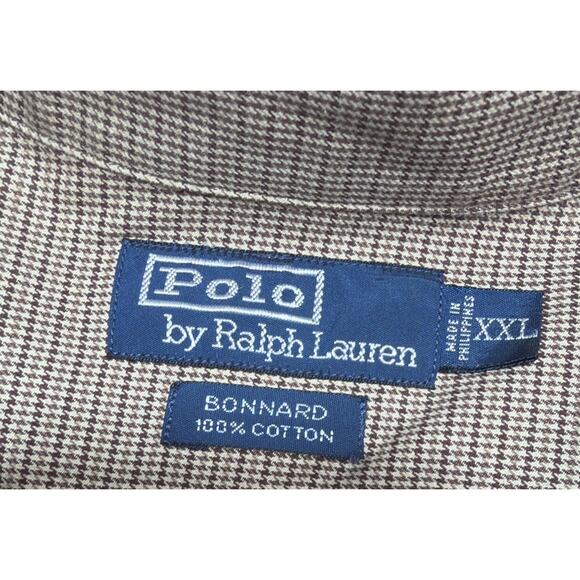 Polo
by Ralph Lauren
MADE IN
PHILIPPINES
XXL
BONNARD
100% COTTON